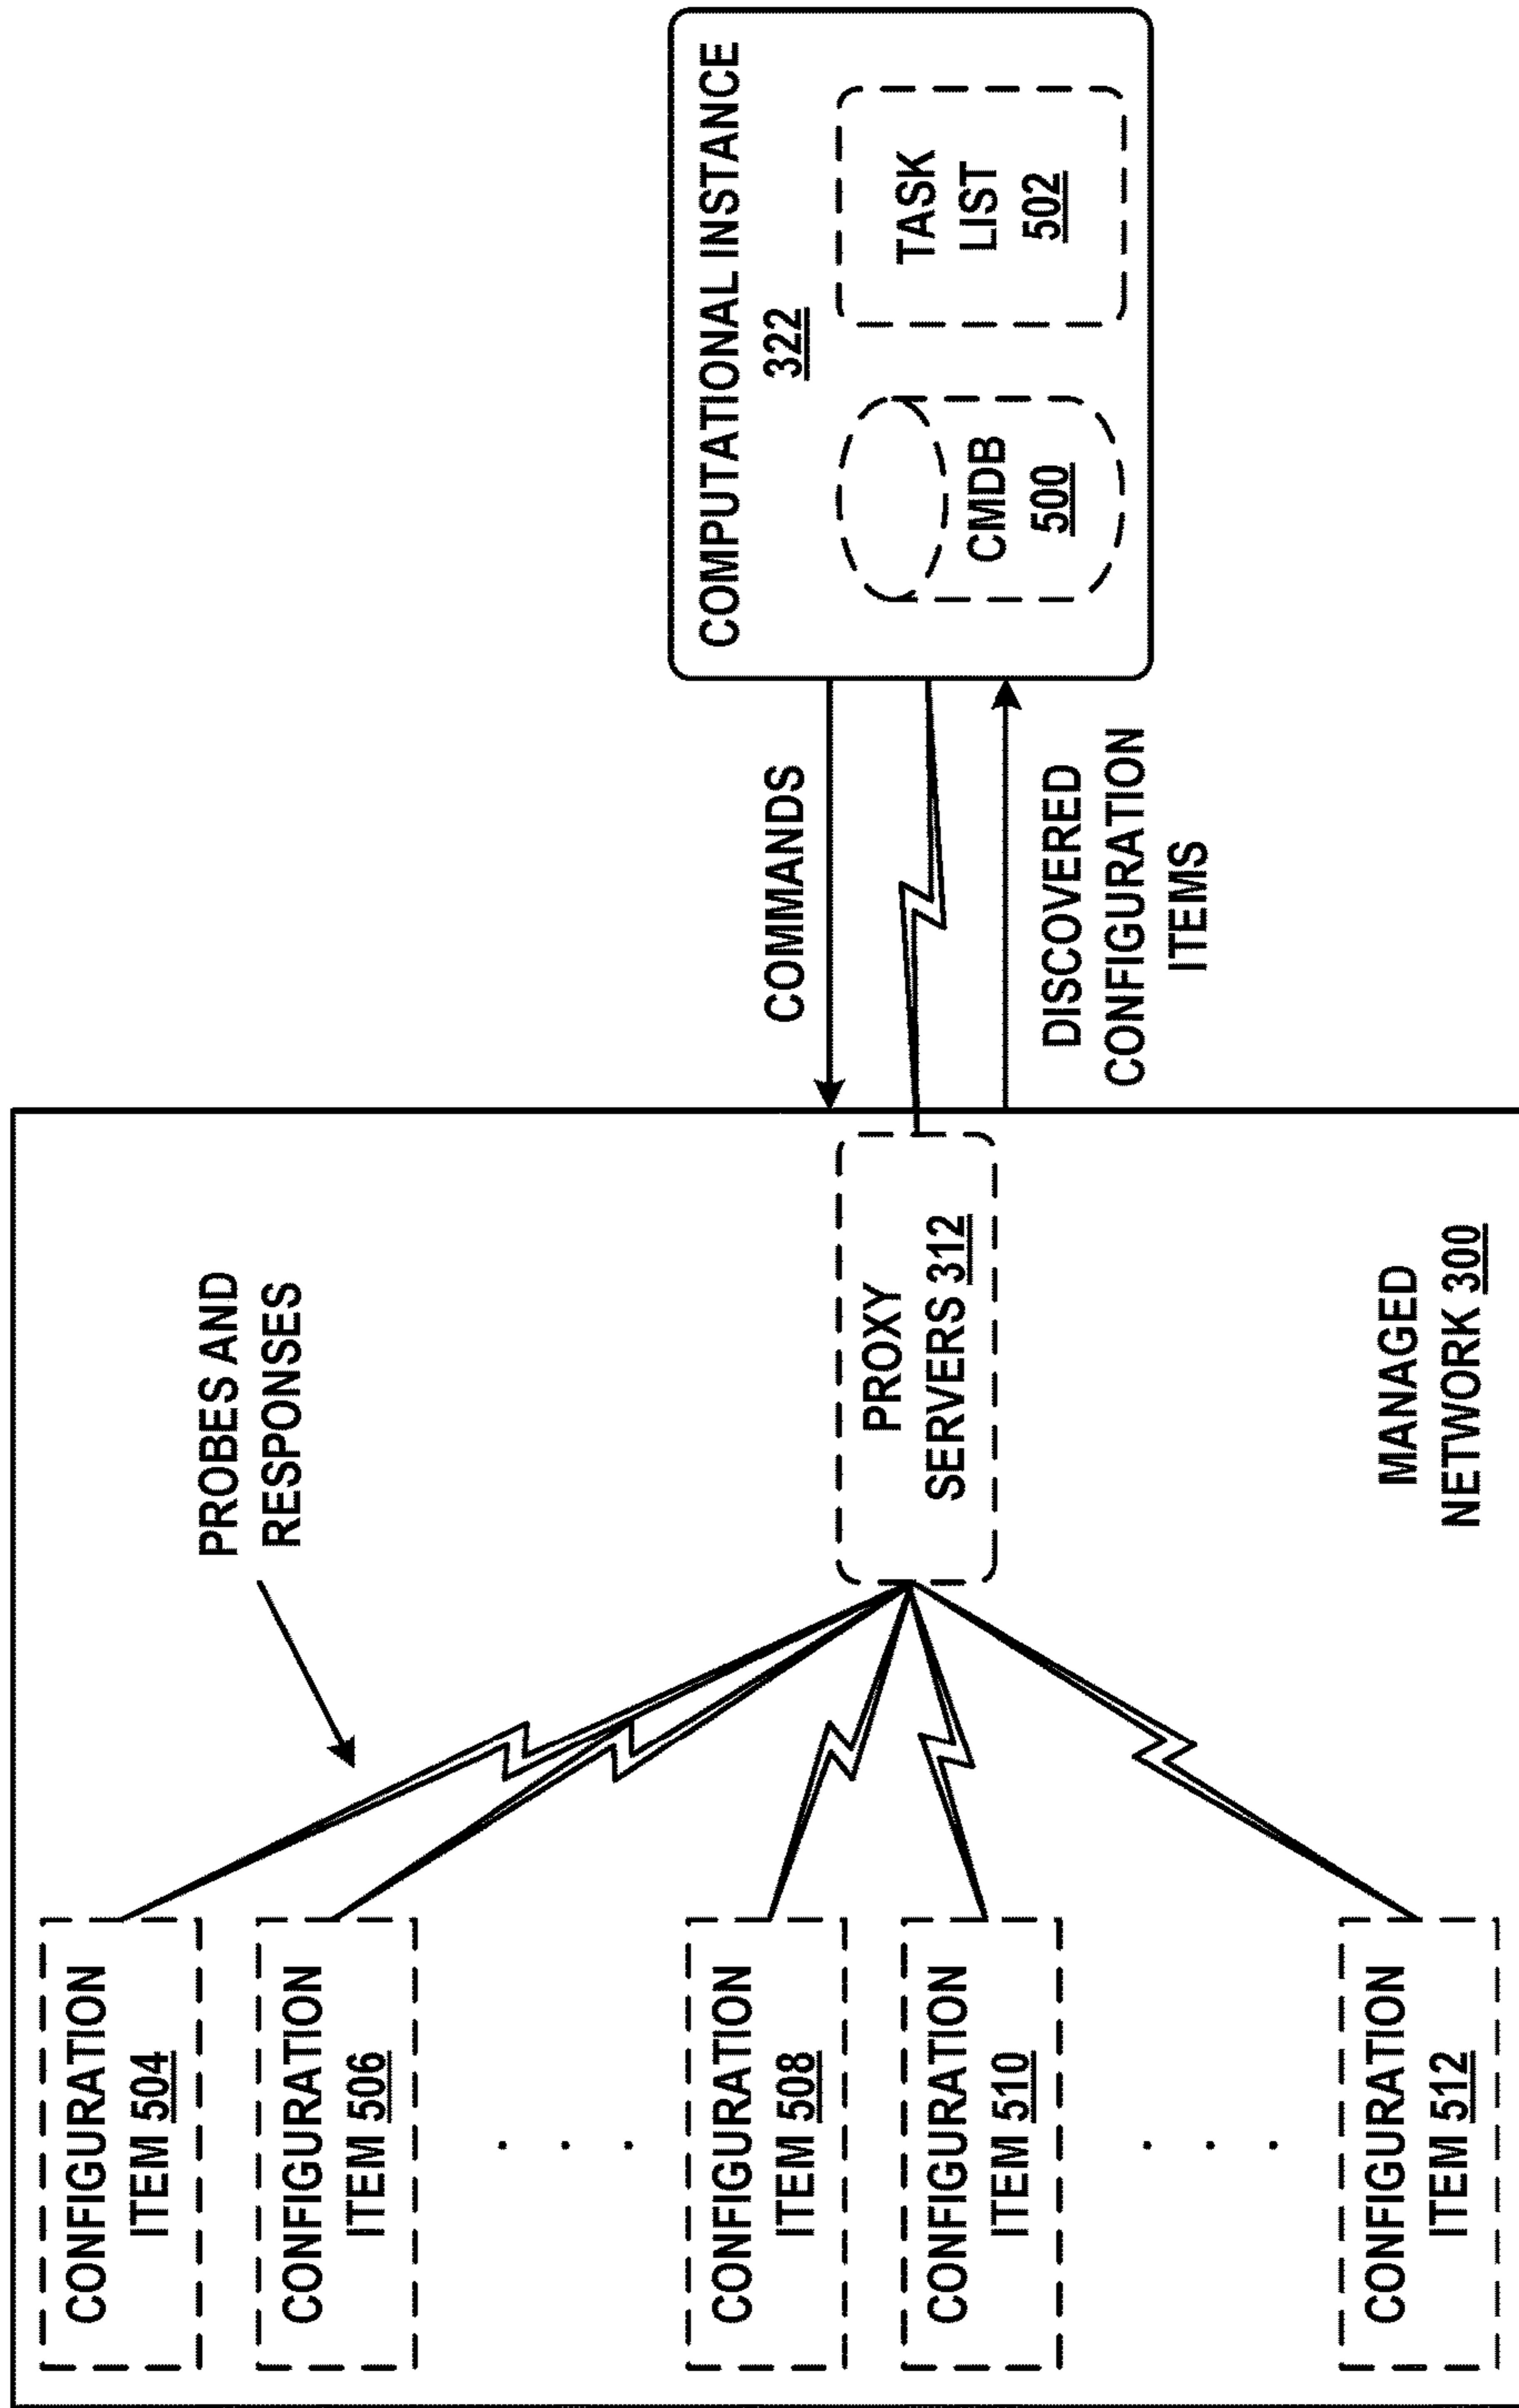 COMPUTATIONAL INSTANCE
322
CMDB
500
TASK
LIST
502
COMMANDS
DISCOVERED
CONFIGURATION
ITEMS
PROBES AND
RESPONSES
PROXY
SERVERS 312
MANAGED
NETWORK 300
CONFIGURATION
ITEM 504
CONFIGURATION
ITEM 506
. . .
CONFIGURATION
ITEM 508
CONFIGURATION
ITEM 510
. . .
CONFIGURATION
ITEM 512